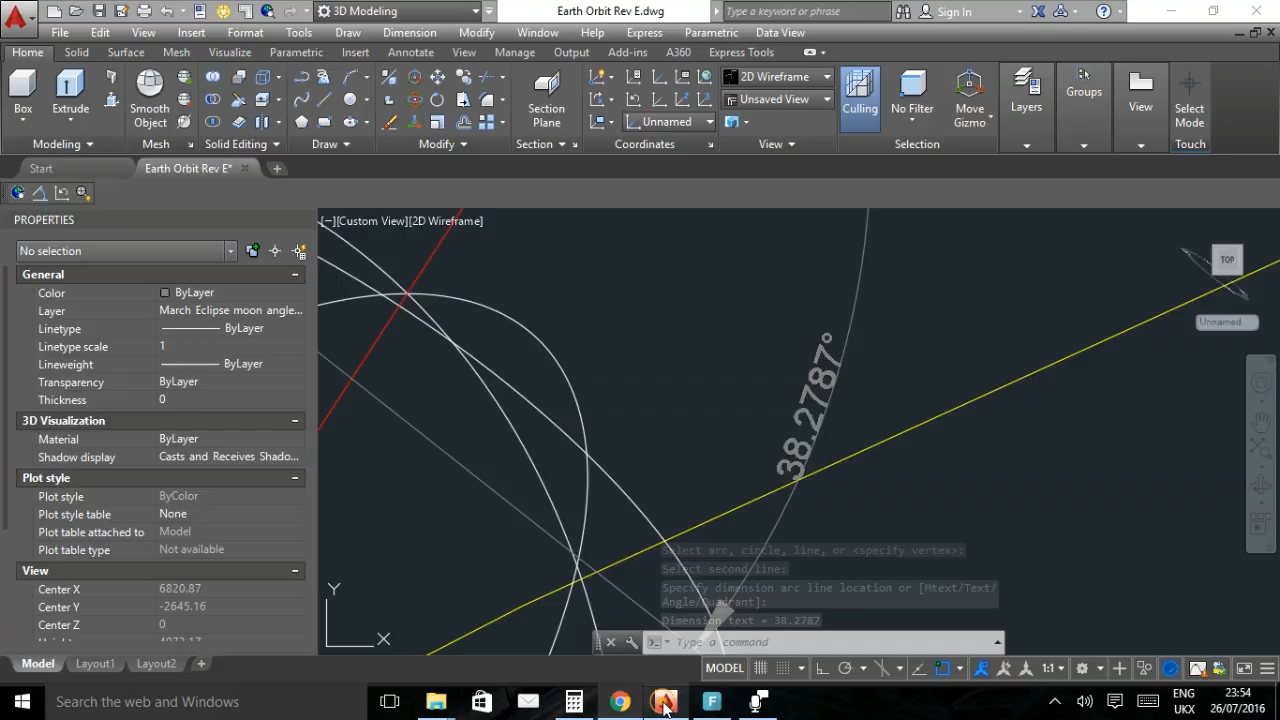 3D Modeling
Earth Orbit Rev E.dwg
Type a keyword or phrase
Sign In
File Edit View Insert Format Tools Draw Dimension Modify Window Help Express Parametric Data View
Home Solid Surface Mesh Visualize Parametric Insert Annotate View Manage Output Add-ins A360 Express Tools
Box
Extrude
Smooth Object
Section Plane
2D Wireframe
Unsaved View
Unnamed
Culling
No Filter
Move Gizmo
Layers
Groups
View
Select Mode
Modeling Mesh Solid Editing Draw Modify Section Coordinates View Selection Touch
Start
Earth Orbit Rev E*
PROPERTIES
[−][Custom View][2D Wireframe]
No selection
General
Color ByLayer
Layer March Eclipse moon angle...
Linetype ByLayer
Linetype scale 1
Lineweight ByLayer
Transparency ByLayer
Thickness 0
3D Visualization
Material ByLayer
Shadow display Casts and Receives Shado...
Plot style
Plot style ByColor
Plot style table None
Plot table attached to Model
Plot table type Not available
View
Center X 6820.87
Center Y -2645.16
Center Z 0
TOP
Unnamed
38.2787°
Y
X
Select arc, circle, line, or <specify vertex>:
Select second line:
Specify dimension arc line location or [Mtext/Text/
Angle/Quadrant]:
Dimension text = 38.2787
Type a command
Model Layout1 Layout2
MODEL
1:1
Search the web and Windows
F
ENG
UKX
23:54
26/07/2016